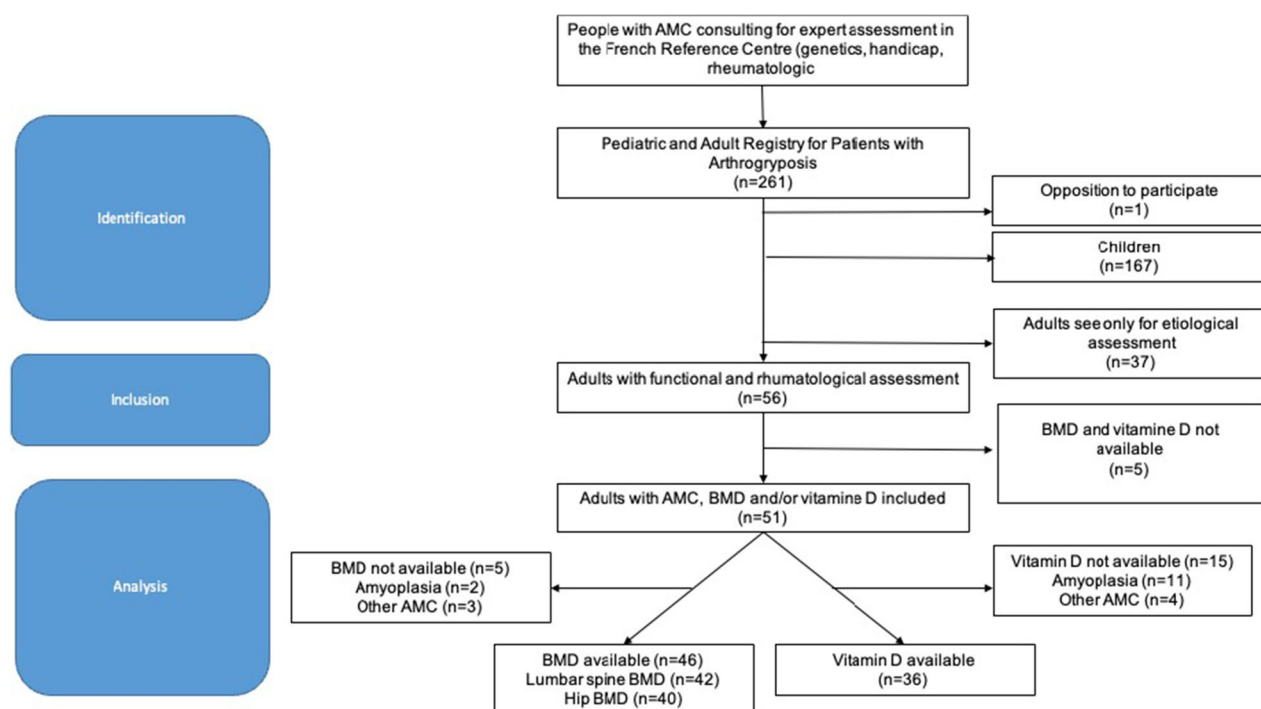 People with AMC consulting for expert assessment in
the French Reference Centre (genetics, handicap,
rheumatologic
Identification
Pediatric and Adult Registry for Patients with
Arthrogryposis
(n=261)
Opposition to participate
(n=1)
Children
(n=167)
Adults see only for etiological
assessment
(n=37)
Inclusion
Adults with functional and rhumatological assessment
(n=56)
BMD and vitamine D not
available
(n=5)
Analysis
Adults with AMC, BMD and/or vitamine D included
(n=51)
BMD not available (n=5)
Amyoplasia (n=2)
Other AMC (n=3)
Vitamin D not available (n=15)
Amyoplasia (n=11)
Other AMC (n=4)
BMD available (n=46)
Lumbar spine BMD (n=42)
Hip BMD (n=40)
Vitamin D available
(n=36)